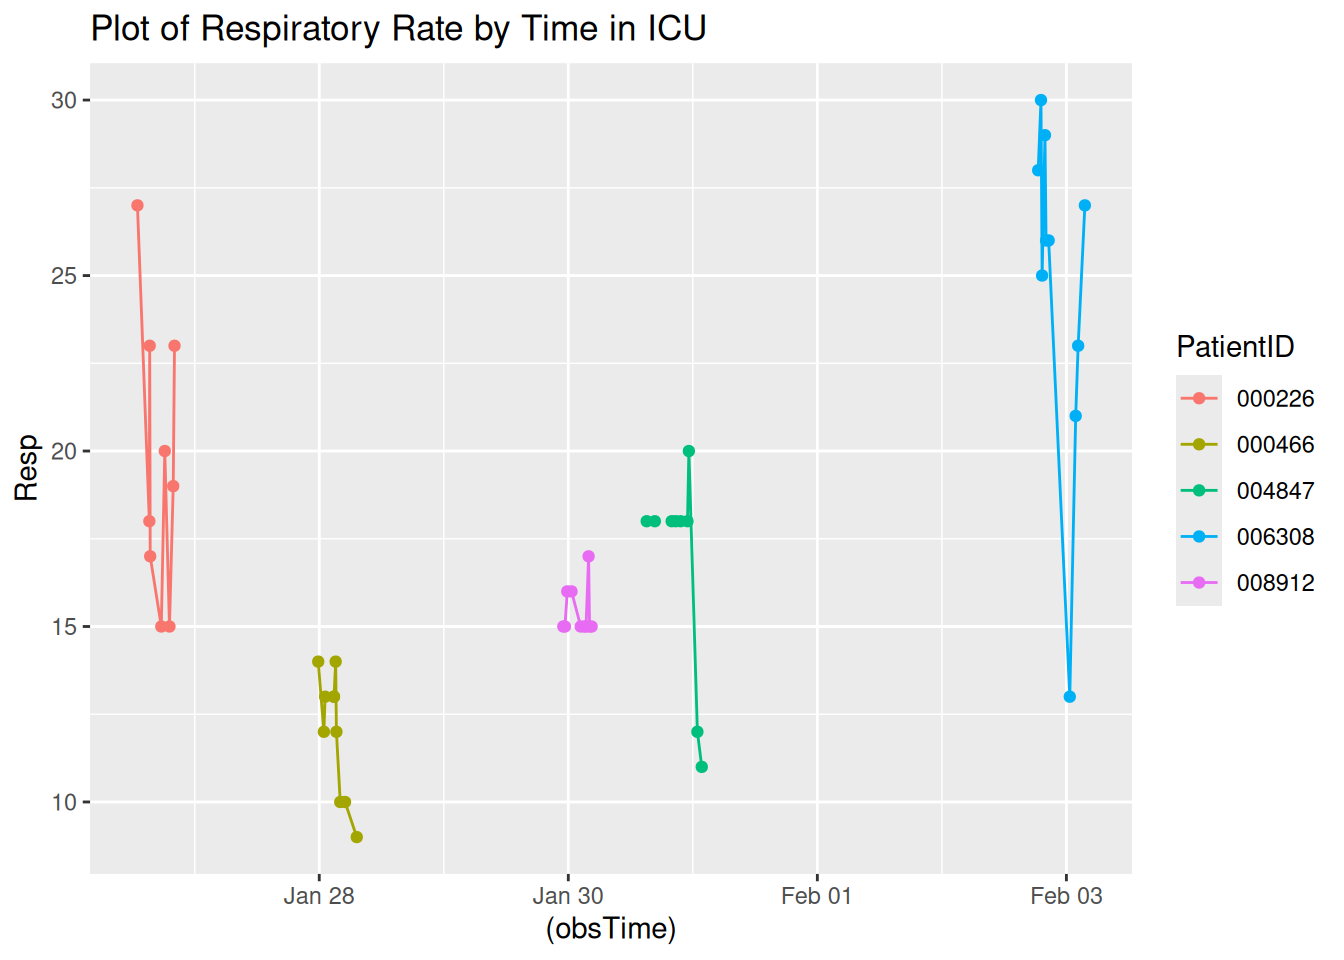 Plot of Respiratory Rate by Time in ICU
30
25
20
15
10
Resp
Jan 28
Jan 30
Feb 01
Feb 03
(obsTime)
PatientID
000226
000466
004847
006308
008912